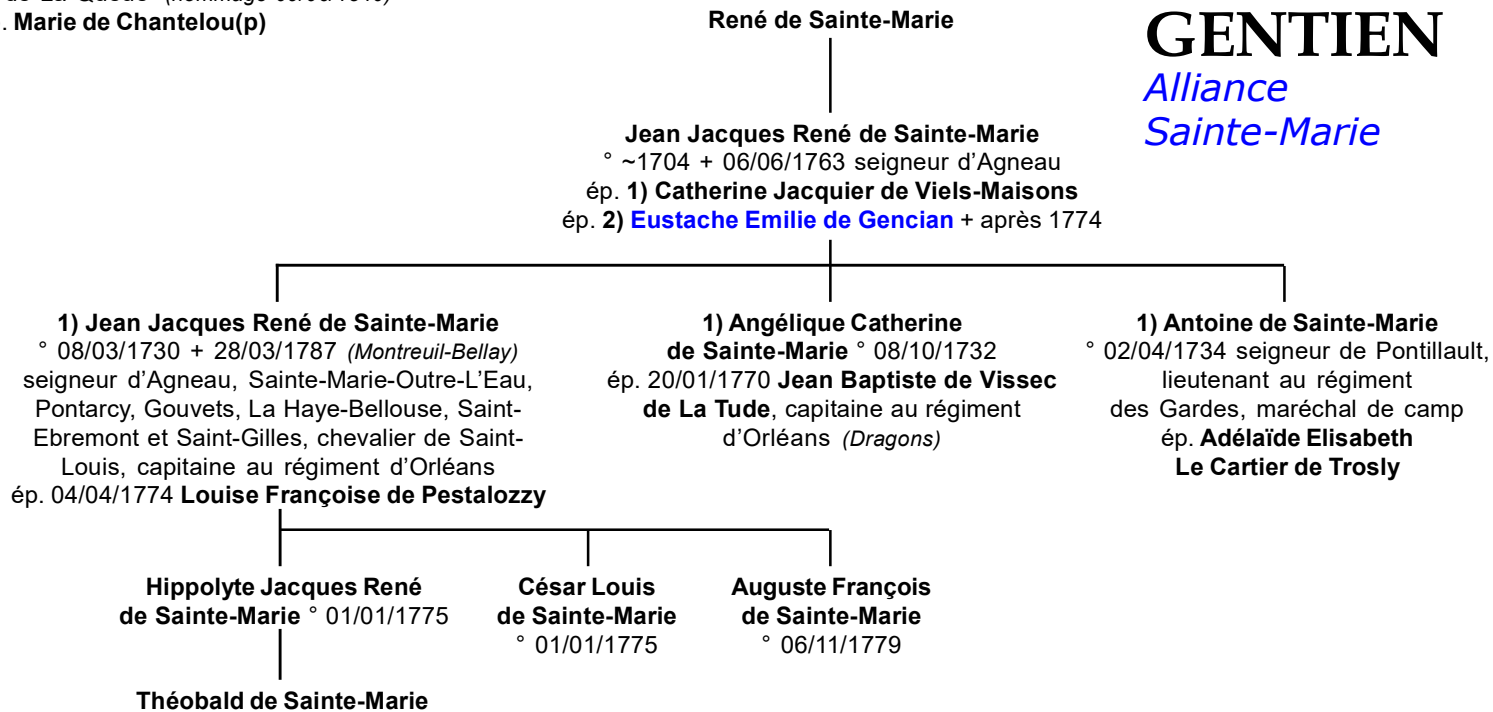 . Marie de Chantelou(p)
René de Sainte-Marie
GENTIEN
Alliance
Sainte-Marie
Jean Jacques René de Sainte-Marie
° ~1704 + 06/06/1763 seigneur d’Agneau
ép. 1) Catherine Jacquier de Viels-Maisons
ép. 2) Eustache Emilie de Gencian + après 1774
1) Jean Jacques René de Sainte-Marie
° 08/03/1730 + 28/03/1787 (Montreuil-Bellay)
seigneur d'Agneau, Sainte-Marie-Outre-L’Eau,
Pontarcy, Gouvets, La Haye-Bellouse, Saint-
Ebremont et Saint-Gilles, chevalier de Saint-
Louis, capitaine au régiment d’Orléans
ép. 04/04/1774 Louise Françoise de Pestalozzy
1) Angélique Catherine
de Sainte-Marie ° 08/10/1732
ép. 20/01/1770 Jean Baptiste de Vissec
de La Tude, capitaine au régiment
d’Orléans (Dragons)
1) Antoine de Sainte-Marie
° 02/04/1734 seigneur de Pontillault,
lieutenant au régiment
des Gardes, maréchal de camp
ép. Adélaïde Elisabeth
Le Cartier de Trosly
Hippolyte Jacques René
de Sainte-Marie ° 01/01/1775
César Louis
de Sainte-Marie
° 01/01/1775
Auguste François
de Sainte-Marie
° 06/11/1779
Théobald de Sainte-Marie